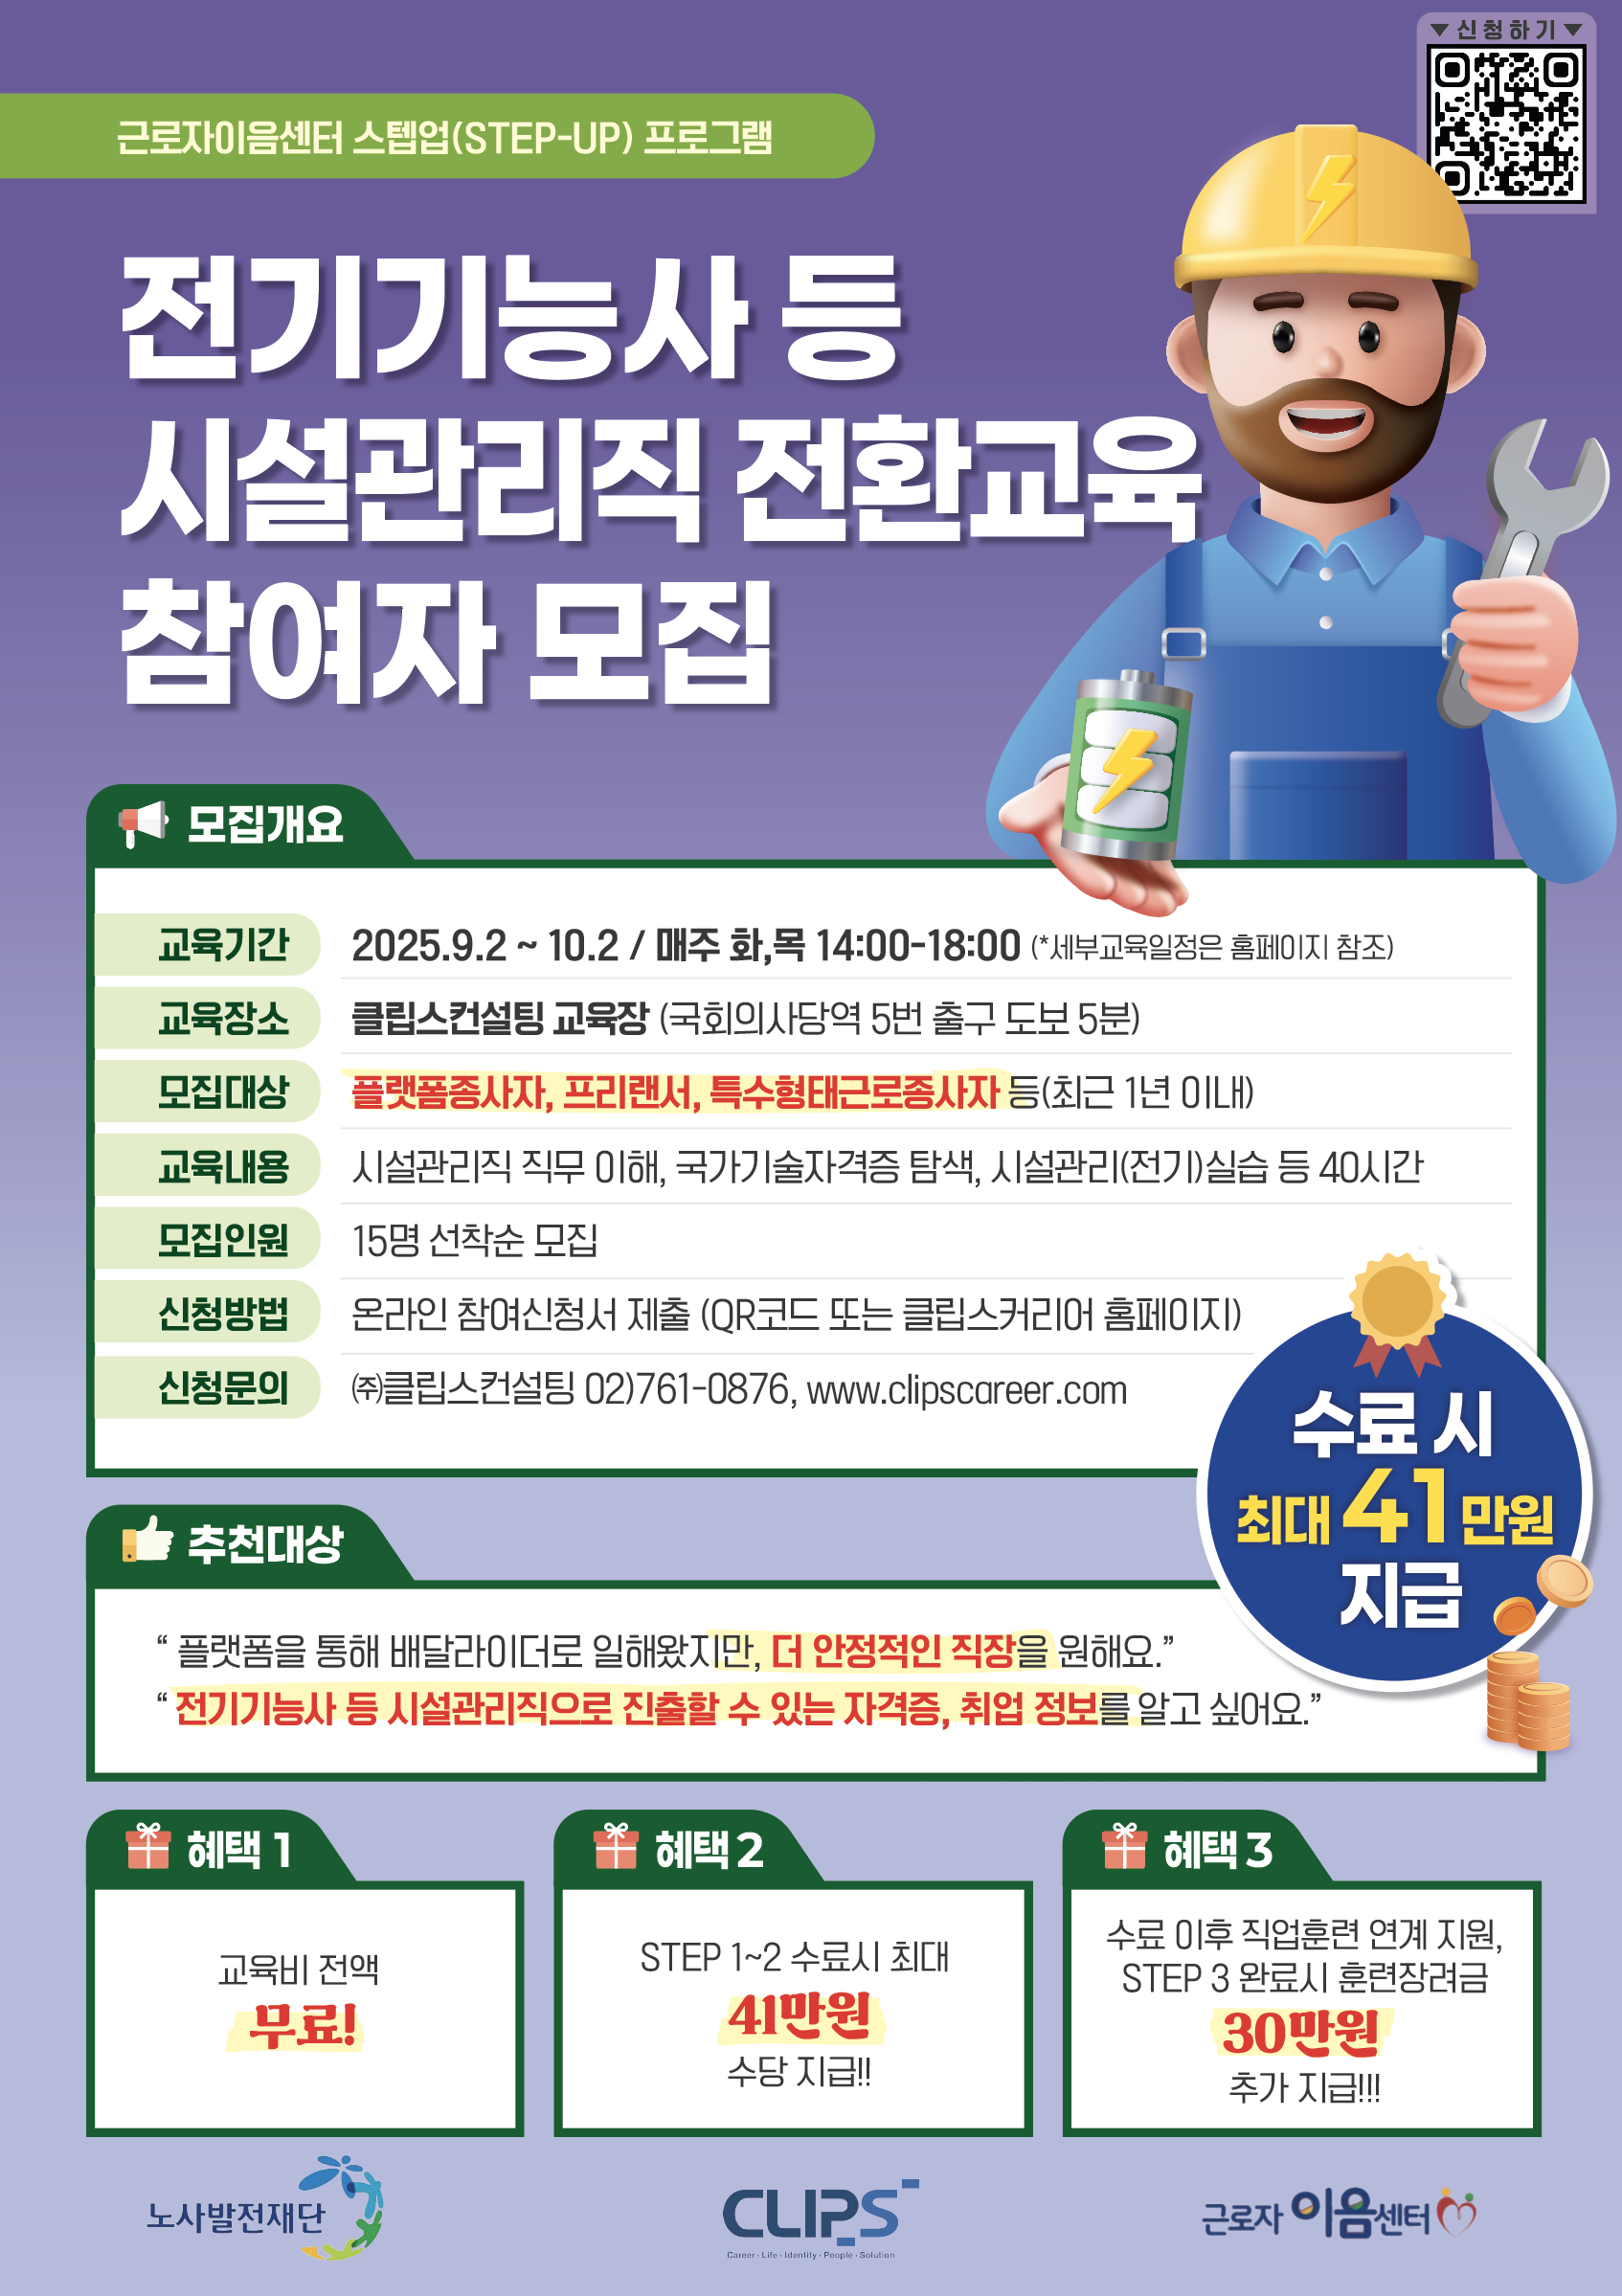 ▼신청하기▼
근로자이음센터 스텝업(STEP-UP) 프로그램
전기기능사 등
시설관리직 전환교육
참여자 모집
모집개요
교육기간 2025.9.2 ~ 10.2 / 매주 화,목 14:00-18:00 (*세부교육일정은 홈페이지 참조)
교육장소 클립스컨설팅 교육장 (국회의사당역 5번 출구 도보 5분)
모집대상 플랫폼종사자, 프리랜서, 특수형태근로종사자 등(최근 1년 이내)
교육내용 시설관리직 직무 이해, 국가기술자격증 탐색, 시설관리(전기)실습 등 40시간
모집인원 15명 선착순 모집
신청방법 온라인 참여신청서 제출 (QR코드 또는 클립스커리어 홈페이지)
신청문의 ㈜클립스컨설팅 02)761-0876, www.clipscareer.com
수료 시
최대 41만원
지급
추천대상
“ 플랫폼을 통해 배달라이더로 일해왔지만, 더 안정적인 직장을 원해요.”
“ 전기기능사 등 시설관리직으로 진출할 수 있는 자격증, 취업 정보를 알고 싶어요.”
혜택 1
교육비 전액
무료!
혜택 2
STEP 1~2 수료시 최대
41만원
수당 지급!!
혜택 3
수료 이후 직업훈련 연계 지원,
STEP 3 완료시 훈련장려금
30만원
추가 지급!!!
노사발전재단
CLIPS
Career · Life · Identity · People · Solution
근로자 이음센터